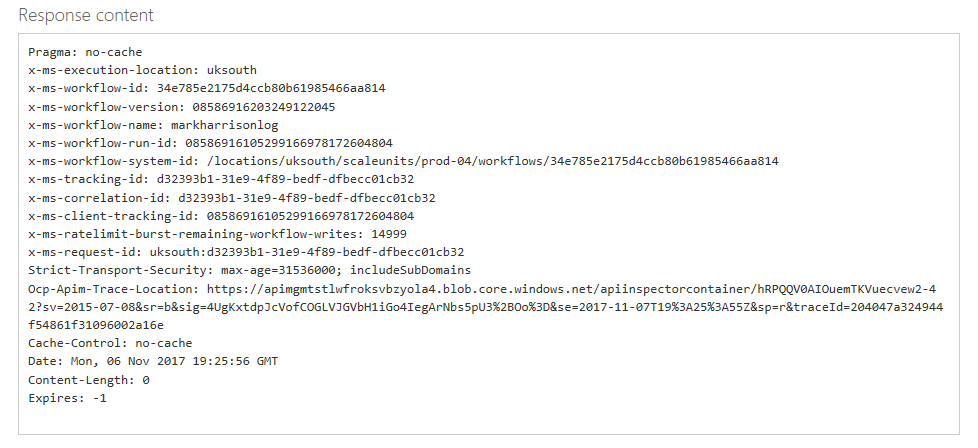 Response content
Pragma: no-cache
x-ms-execution-location: uksouth
x-ms-workflow-id: 34e785e2175d4ccb80b61985466aa814
x-ms-workflow-version: 08586916203249122045
x-ms-workflow-name: markharrisonlog
x-ms-workflow-run-id: 08586916105299166978172604804
x-ms-workflow-system-id: /locations/uksouth/scaleunits/prod-04/workflows/34e785e2175d4ccb80b61985466aa814
x-ms-tracking-id: d32393b1-31e9-4f89-bedf-dfbecc01cb32
x-ms-correlation-id: d32393b1-31e9-4f89-bedf-dfbecc01cb32
x-ms-client-tracking-id: 08586916105299166978172604804
x-ms-ratelimit-burst-remaining-workflow-writes: 14999
x-ms-request-id: uksouth:d32393b1-31e9-4f89-bedf-dfbecc01cb32
Strict-Transport-Security: max-age=31536000; includeSubDomains
Ocp-Apim-Trace-Location: https://apimgmtstlwfroksvbzyola4.blob.core.windows.net/apiinspectorcontainer/hRPQQV0AIOuemTKVuecvew2-4
2?sv=2015-07-08&sr=b&sig=4UgKxtdpJcVofCOGLVJGVbH1iGo4IegArNbs5pU3%2BOo%3D&se=2017-11-07T19%3A25%3A55Z&sp=r&traceId=204047a324944
f54861f31096002a16e
Cache-Control: no-cache
Date: Mon, 06 Nov 2017 19:25:56 GMT
Content-Length: 0
Expires: -1